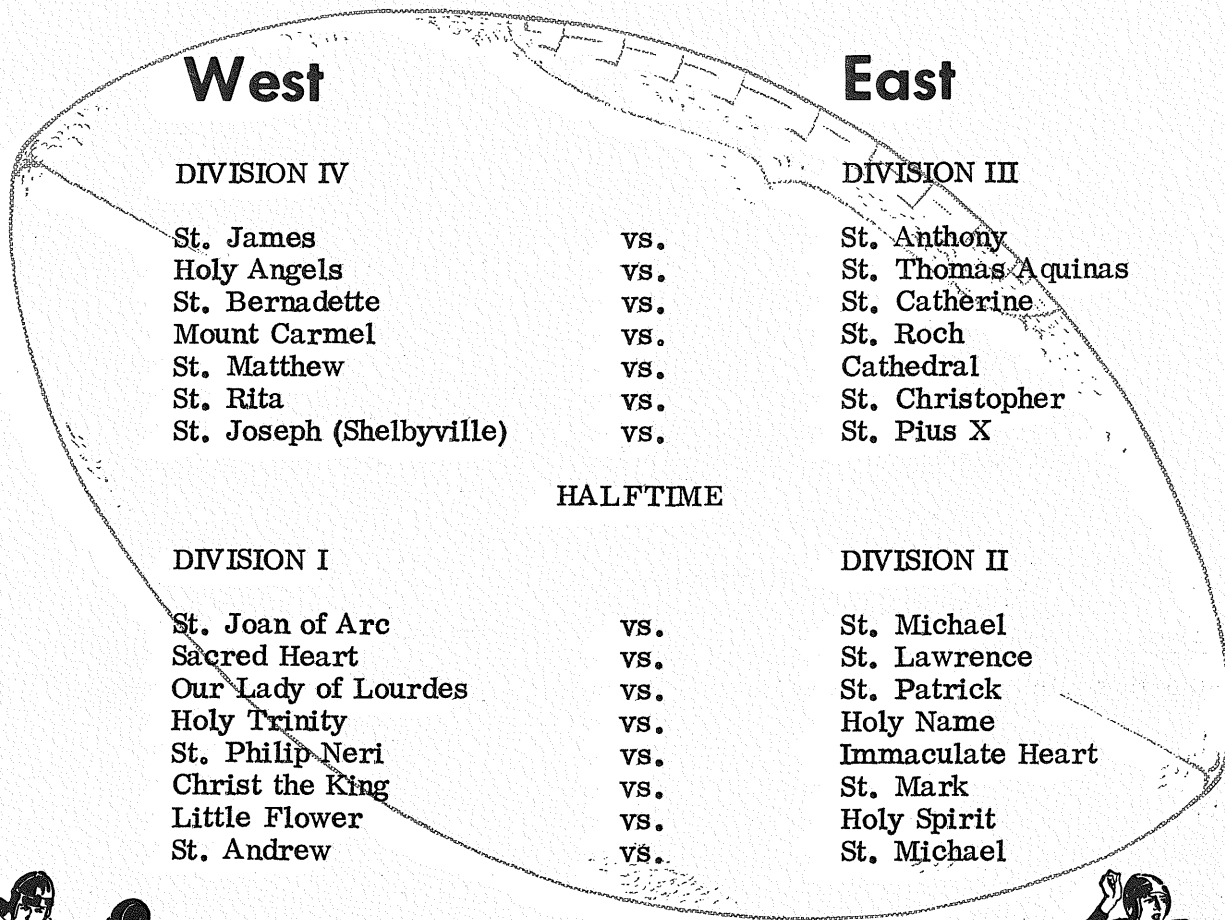 West East
DIVISION IV DIVISION III
St. James vs. St. Anthony
Holy Angels vs. St. Thomas Aquinas
St. Bernadette vs. St. Catherine
Mount Carmel vs. St. Roch
St. Matthew vs. Cathedral
St. Rita vs. St. Christopher
St. Joseph (Shelbyville) vs. St. Pius X
HALFTIME
DIVISION I DIVISION II
St. Joan of Arc vs. St. Michael
Sacred Heart vs. St. Lawrence
Our Lady of Lourdes vs. St. Patrick
Holy Trinity vs. Holy Name
St. Philip Neri vs. Immaculate Heart
Christ the King vs. St. Mark
Little Flower vs. Holy Spirit
St. Andrew vs. St. Michael